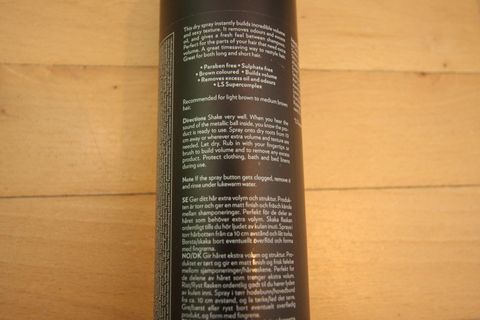 This dry spray instantly builds incredible volume
and sexy texture. It removes odours and excess
oil, and gives a fresh feel between shampoos.
Perfect for the parts of your hair that need extra
volume. A great timesaving way to restyle hair.
Great for both long and short hair.
• Paraben free • Sulphate free
• Brown coloured • Builds volume
• Removes excess oil and odours
• LS Supercomplex
Recommended for light brown to medium brown
hair.
Directions Shake very well. When you hear the
sound of the metallic ball inside, you know the pro-
duct is ready to use. Spray onto dry roots from 10
cm away or wherever extra volume and texture are
needed. Let dry. Rub in with your fingertips or
brush to build volume and to remove any excess
product. Protect clothing, bath and bed linens
during use.
Note If the spray button gets clogged, remove it
and rinse under lukewarm water.
SE Ger ditt hår extra volym och struktur. Produk-
ten är torr och ger en matt finish och fräsch känsla
mellan shamponeringar. Perfekt för de delar av
håret som behöver extra volym. Skaka flaskan
ordentligt tills du hör ljudet av kulan inuti. Spraya i
torr hårbotten från ca 10 cm avstånd och låt torka.
Borsta/skaka bort eventuellt överflöd och forma
med fingrarna.
NO/DK Gir håret ekstra volum og struktur. Pro-
duktet er tørt og gir en matt finish og frisk følelse
mellom sjamponeringer/hårvaskene. Perfekt for
de delene av håret som trenger ekstra volum.
Rist/Ryst flasken ordentlig godt til du hører lyden
av kulen inni. Spray i tørr hodebunn/hovedbund
fra ca. 10 cm avstand, og la tørke/lad det tørre.
Gre/børst eller ryst bort eventuelt overflødig
produkt, og form med fingrene.